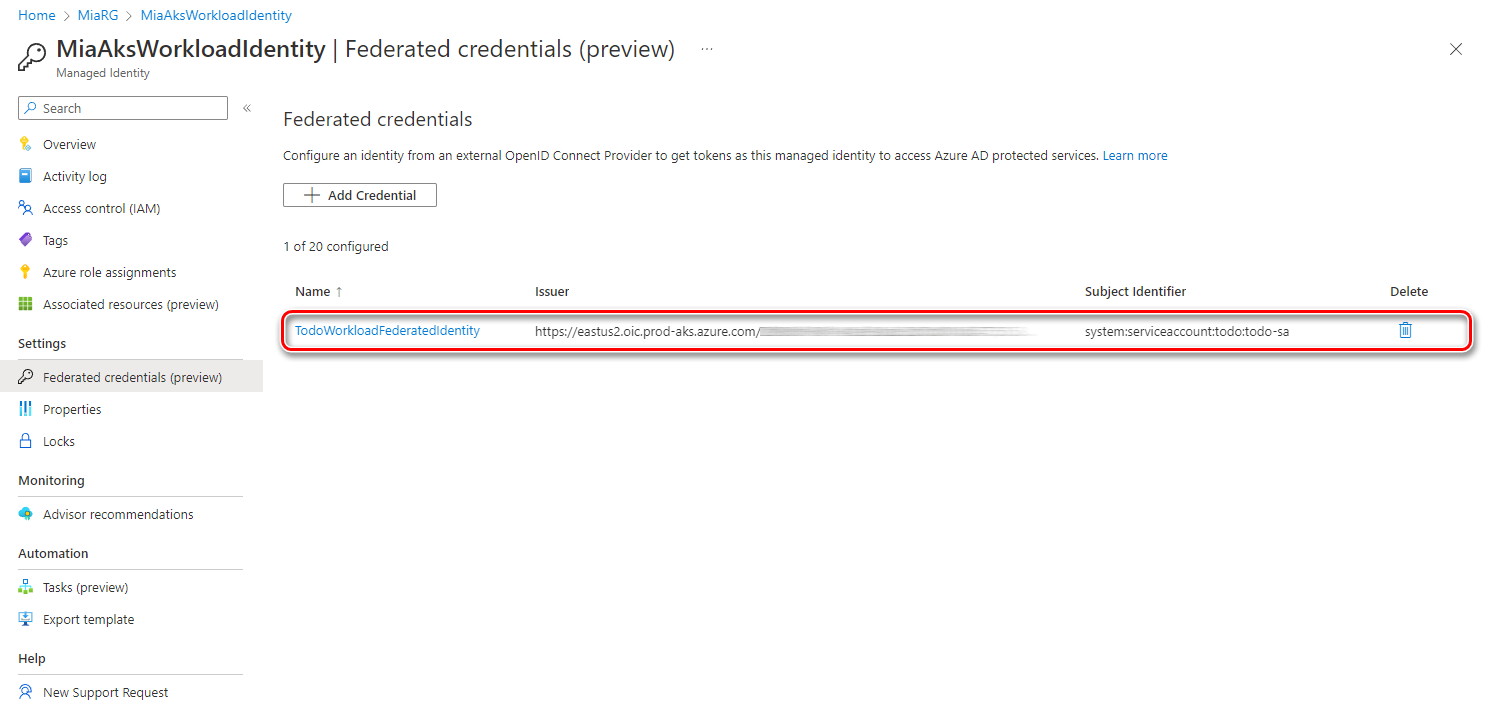 Home > MiaRG > MiaAksWorkloadIdentity
MiaAksWorkloadIdentity | Federated credentials (preview) ...
Managed Identity
Search «
Overview
Activity log
Access control (IAM)
Tags
Azure role assignments
Associated resources (preview)
Settings
Federated credentials (preview)
Properties
Locks
Monitoring
Advisor recommendations
Automation
Tasks (preview)
Export template
Help
New Support Request
Federated credentials
Configure an identity from an external OpenID Connect Provider to get tokens as this managed identity to access Azure AD protected services. Learn more
Add Credential
1 of 20 configured
Name ↑ Issuer Subject Identifier Delete
TodoWorkloadFederatedIdentity https://eastus2.oic.prod-aks.azure.com/ system:serviceaccount:todo:todo-sa